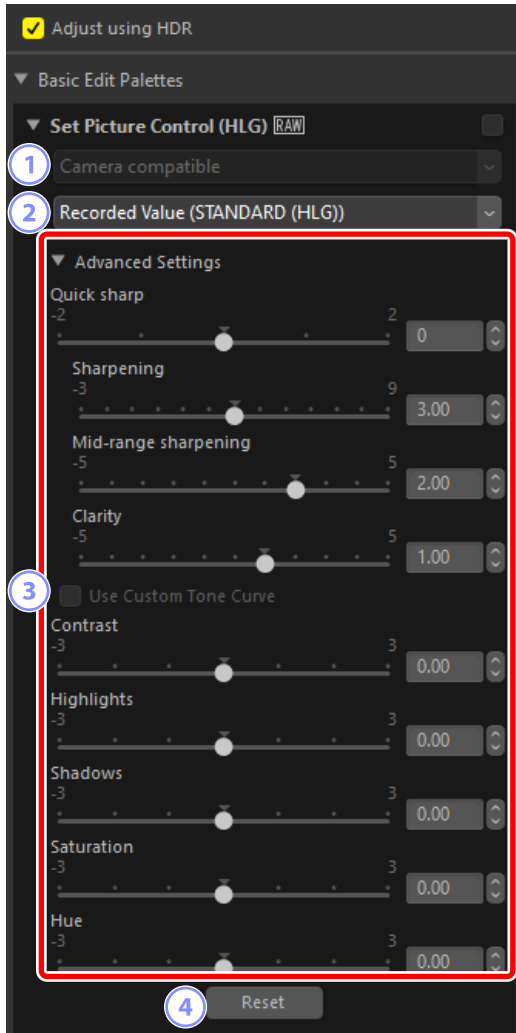 Adjust using HDR
Basic Edit Palettes
Set Picture Control (HLG) RAW
1 Camera compatible
2 Recorded Value (STANDARD (HLG))
Advanced Settings
Quick sharp
-2 2
0
Sharpening
-3 9
3.00
Mid-range sharpening
-5 5
2.00
Clarity
-5 5
1.00
3 Use Custom Tone Curve
Contrast
-3 3
0.00
Highlights
-3 3
0.00
Shadows
-3 3
0.00
Saturation
-3 3
0.00
Hue
-3 3
0.00
4 Reset